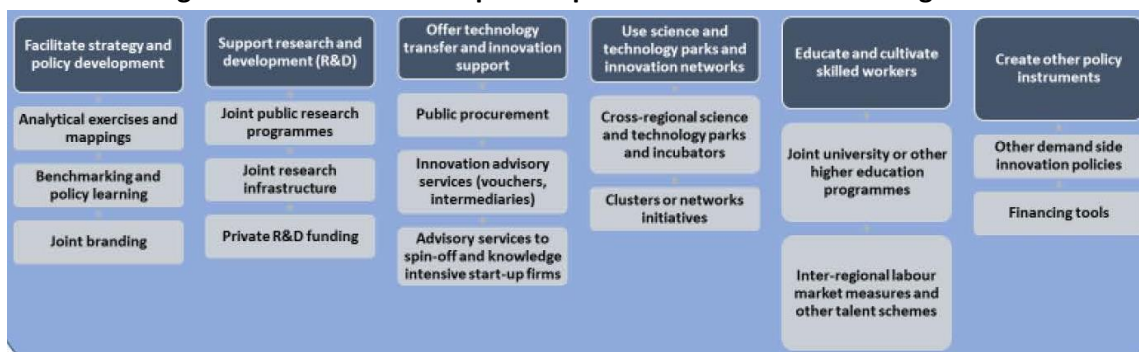 Facilitate strategy and
policy development
Analytical exercises and
mappings
Benchmarking and
policy learning
Joint branding
Support research and
development (R&D)
Joint public research
programmes
Joint research
infrastructure
Private R&D funding
Offer technology
transfer and innovation
support
Public procurement
Innovation advisory
services (vouchers,
intermediaries)
Advisory services to
spin-off and knowledge
intensive start-up firms
Use science and
technology parks and
innovation networks
Cross-regional science
and technology parks
and incubators
Clusters or networks
initiatives
Educate and cultivate
skilled workers
Joint university or other
higher education
programmes
Inter-regional labour
market measures and
other talent schemes
Create other policy
instruments
Other demand side
innovation policies
Financing tools